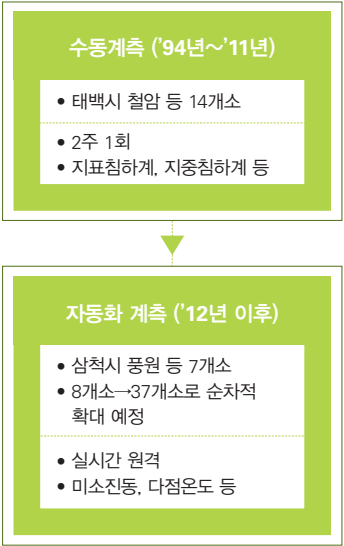 수동계측 ('94년~'11년)
• 태백시 철암 등 14개소
• 2주 1회
• 지표침하계, 지중침하계 등
자동화 계측 ('12년 이후)
• 삼척시 풍원 등 7개소
• 8개소→37개소로 순차적
확대 예정
• 실시간 원격
• 미소진동, 다점온도 등